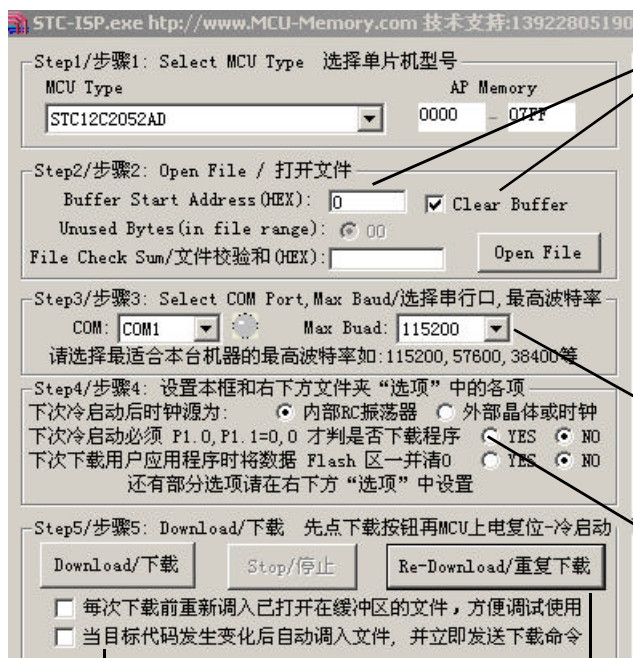 STC-ISP.exe htp://www.MCU-Memory.com 技术支持:13922805190
Step1/步骤1: Select MCU Type 选择单片机型号
MCU Type AP Memory
STC12C2052AD 0000 - 07FF
Step2/步骤2: Open File / 打开文件
Buffer Start Address(HEX): 0 Clear Buffer
Unused Bytes(in file range): 00
File Check Sum/文件校验和(HEX): Open File
Step3/步骤3: Select COM Port,Max Baud/选择串行口,最高波特率
COM: COM1 Max Buad: 115200
请选择最适合本台机器的最高波特率如:115200,57600,38400等
Step4/步骤4: 设置本框和右下方文件夹“选项”中的各项
下次冷启动后时钟源为: 内部RC振荡器 外部晶体或时钟
下次冷启动必须 P1.0,P1.1=0,0 才判是否下载程序 YES NO
下次下载用户应用程序时将数据 Flash 区一并清0 YES NO
还有部分选项请在右下方“选项”中设置
Step5/步骤5: Download/下载 先点下载按钮再MCU上电复位-冷启动
Download/下载 Stop/停止 Re-Download/重复下载
每次下载前重新调入已打开在缓冲区的文件，方便调试使用
当目标代码发生变化后自动调入文件, 并立即发送下载命令